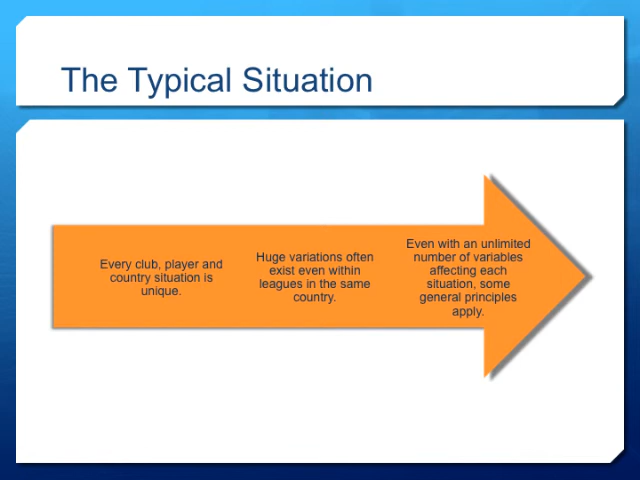 The Typical Situation
Every club, player and
country situation is
unique.
Huge variations often
exist even within
leagues in the same
country.
Even with an unlimited
number of variables
affecting each
situation, some
general principles
apply.